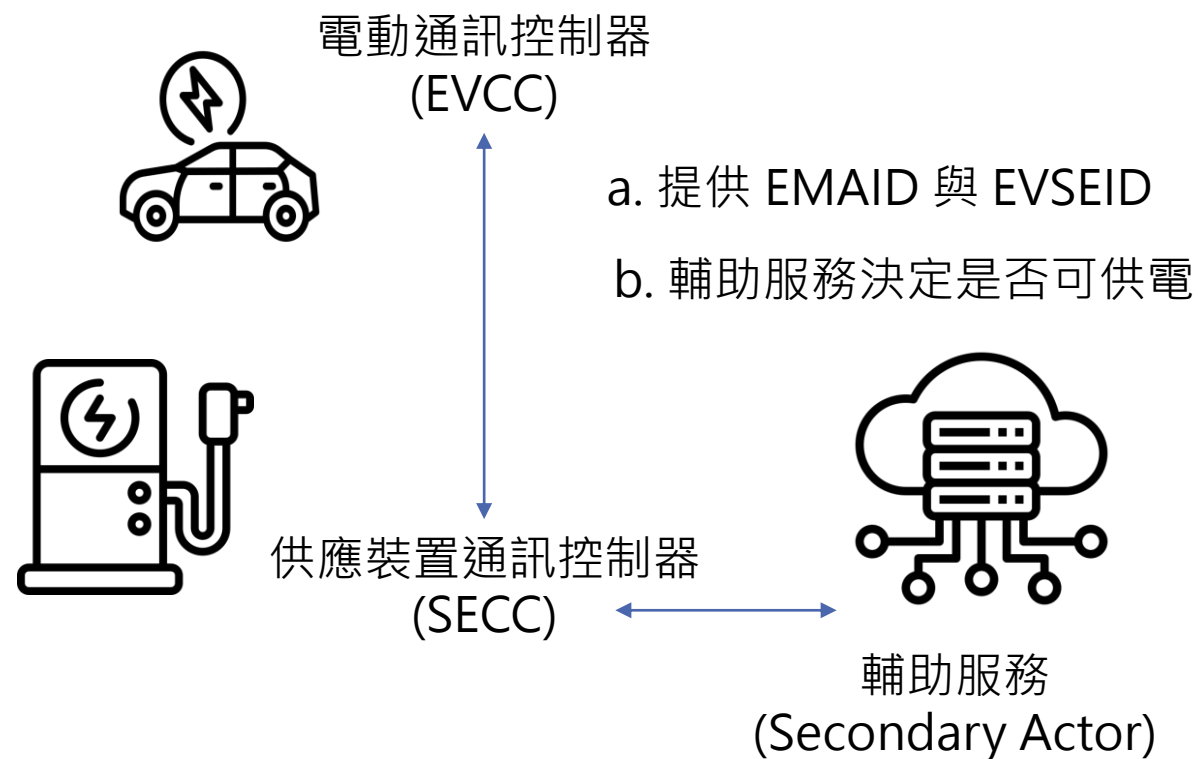 電動通訊控制器
(EVCC)
a. 提供 EMAID 與 EVSEID
b. 輔助服務決定是否可供電
供應裝置通訊控制器
(SECC)
輔助服務
(Secondary Actor)